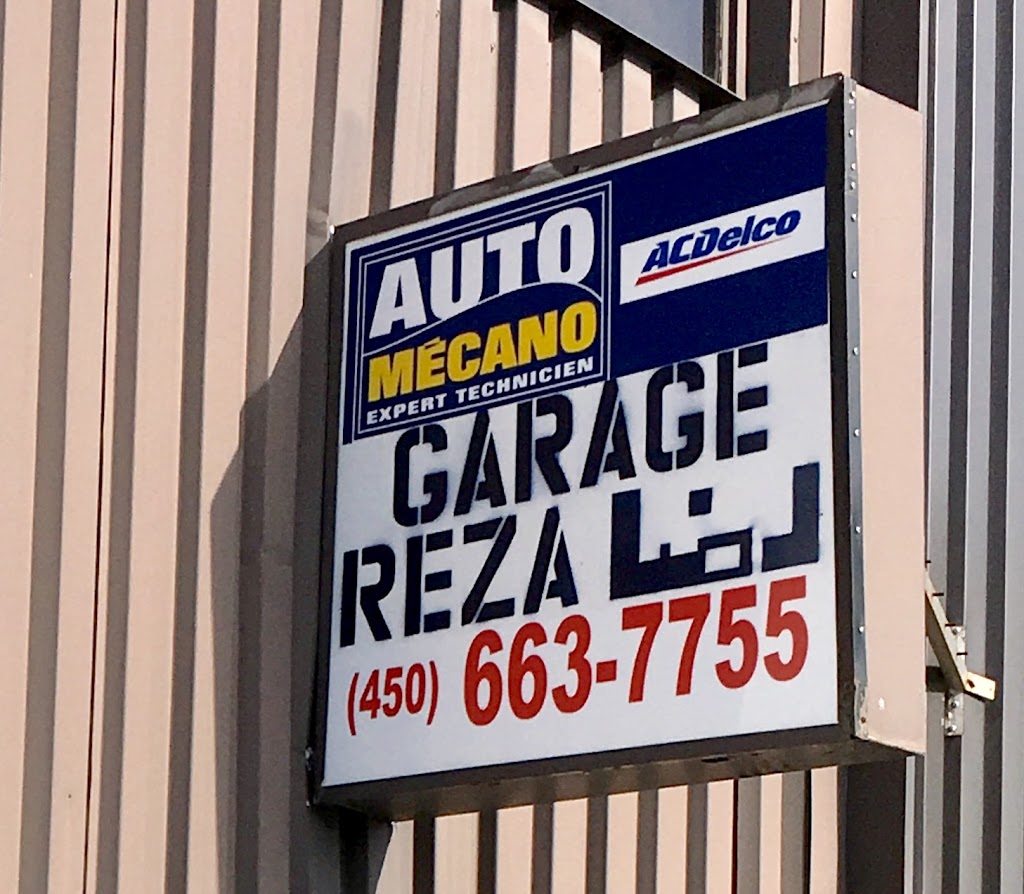 AUTO
MÉCANO
EXPERT TECHNICIEN
ACDelco
GARAGE
REZA رضا
(450) 663-7755